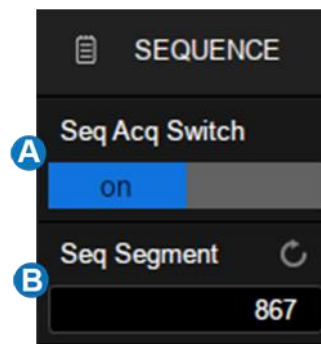 SEQUENCE
Seq Acq Switch
A
on
Seq Segment
B
867